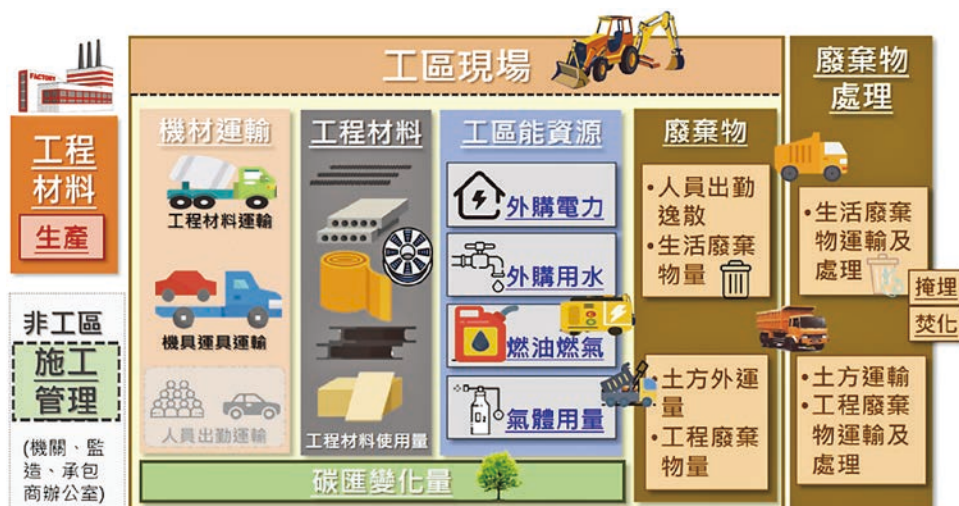 工區現場
FACTORY
工程
材料
生產
非工區
施工
管理
(機關、監
造、承包
商辦公室)
機材運輸
工程材料運輸
機具運具運輸
人員出勤運輸
工程材料
工程材料使用量
工區能資源
外購電力
外購用水
燃油燃氣
氣體用量
碳匯變化量
廢棄物
•人員出勤
逸散
•生活廢棄
物量
•土方外運
量
•工程廢棄
物量
廢棄物
處理
•生活廢棄
物運輸及
處理
掩埋
焚化
•土方運輸
•工程廢棄
物運輸及
處理